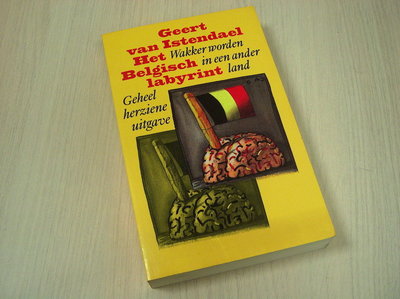 Geert
van Istendael
Het Wakker worden
Belgisch in een ander
labyrint land
Geheel
herziene
uitgave